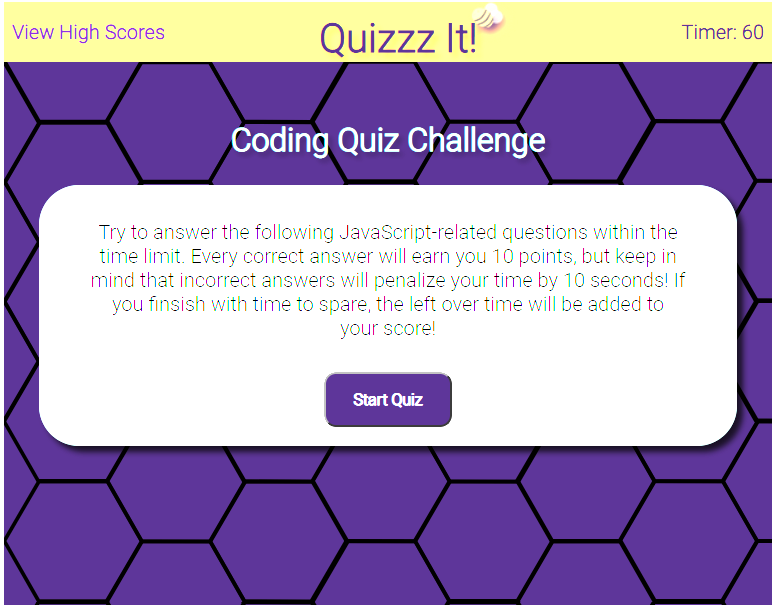 View High Scores
Quizzz It!
Timer: 60
Coding Quiz Challenge
Try to answer the following JavaScript-related questions within the
time limit. Every correct answer will earn you 10 points, but keep in
mind that incorrect answers will penalize your time by 10 seconds! If
you finsish with time to spare, the left over time will be added to
your score!
Start Quiz